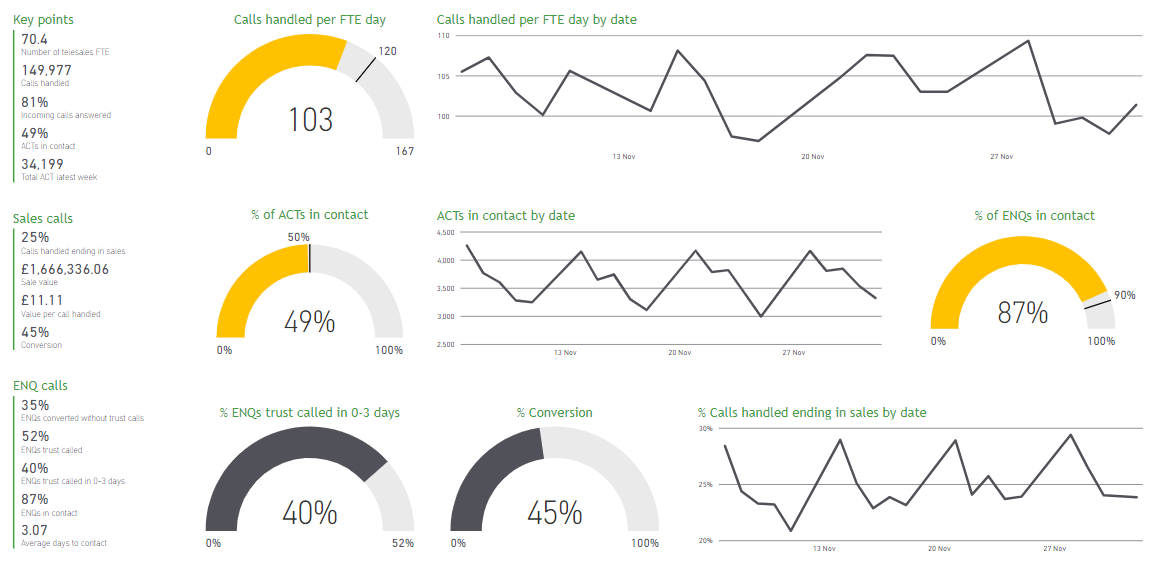 Key points
70.4
Number of telesales FTE
149,977
Calls handled
81%
Incoming calls answered
49%
ACTs in contact
34,199
Total ACT latest week
Calls handled per FTE day
120
103
0
167
Calls handled per FTE day by date
110
105
100
13 Nov
20 Nov
27 Nov
Sales calls
25%
Calls handled ending in sales
£1,666,336.06
Sale value
£11.11
Value per call handled
45%
Conversion
% of ACTs in contact
50%
49%
0%
100%
ACTs in contact by date
4,500
4,000
3,500
3,000
2,500
13 Nov
20 Nov
27 Nov
% of ENQs in contact
90%
87%
0%
100%
ENQ calls
35%
ENQs converted without trust calls
52%
ENQs trust called
40%
ENQs trust called in 0-3 days
87%
ENQs in contact
3.07
Average days to contact
% ENQs trust called in 0-3 days
40%
0%
52%
% Conversion
45%
0%
100%
% Calls handled ending in sales by date
30%
25%
20%
13 Nov
20 Nov
27 Nov